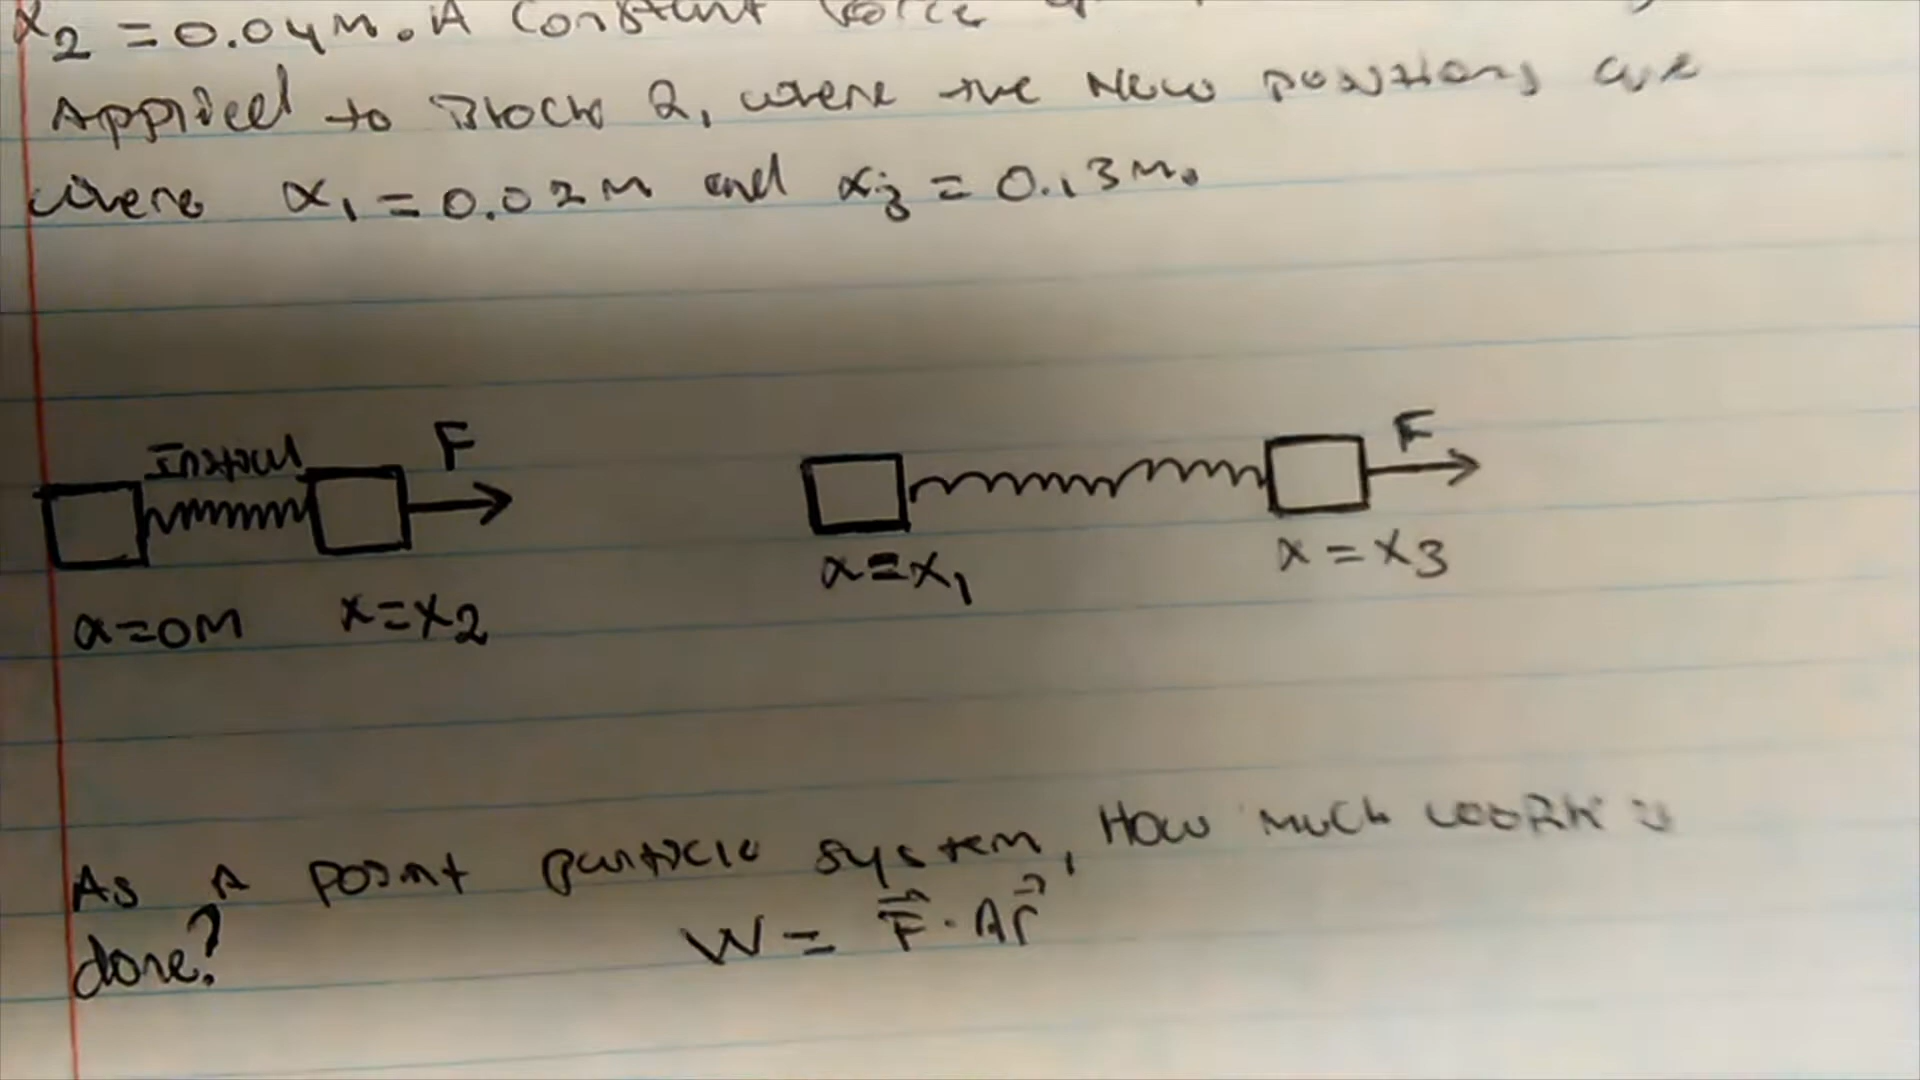 x2 = 0.04m. A Constant Force
Applied to Block 2, where the New positions are
where x1 = 0.02m and x3 = 0.13m.
Initial F F
x=0m x=x2 x=x1 x=x3
As A point particle system, How much work is
done? W = F⃗ · Δr⃗